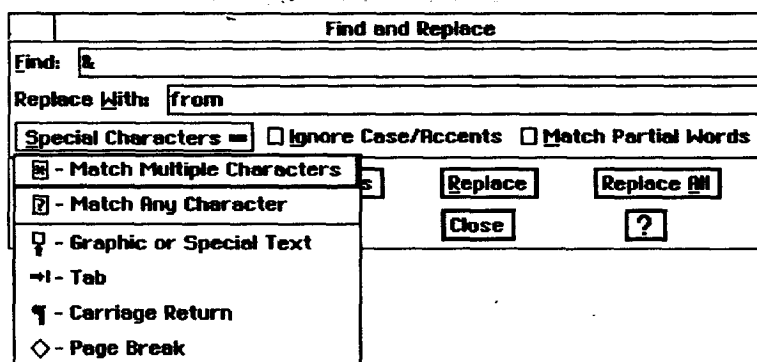 Find and Replace
Find: &
Replace With: from
Special Characters Ignore Case/Accents Match Partial Words
* - Match Multiple Characters
s Replace Replace All
? - Match Any Character
Close ?
- Graphic or Special Text
→I - Tab
¶ - Carriage Return
◇ - Page Break